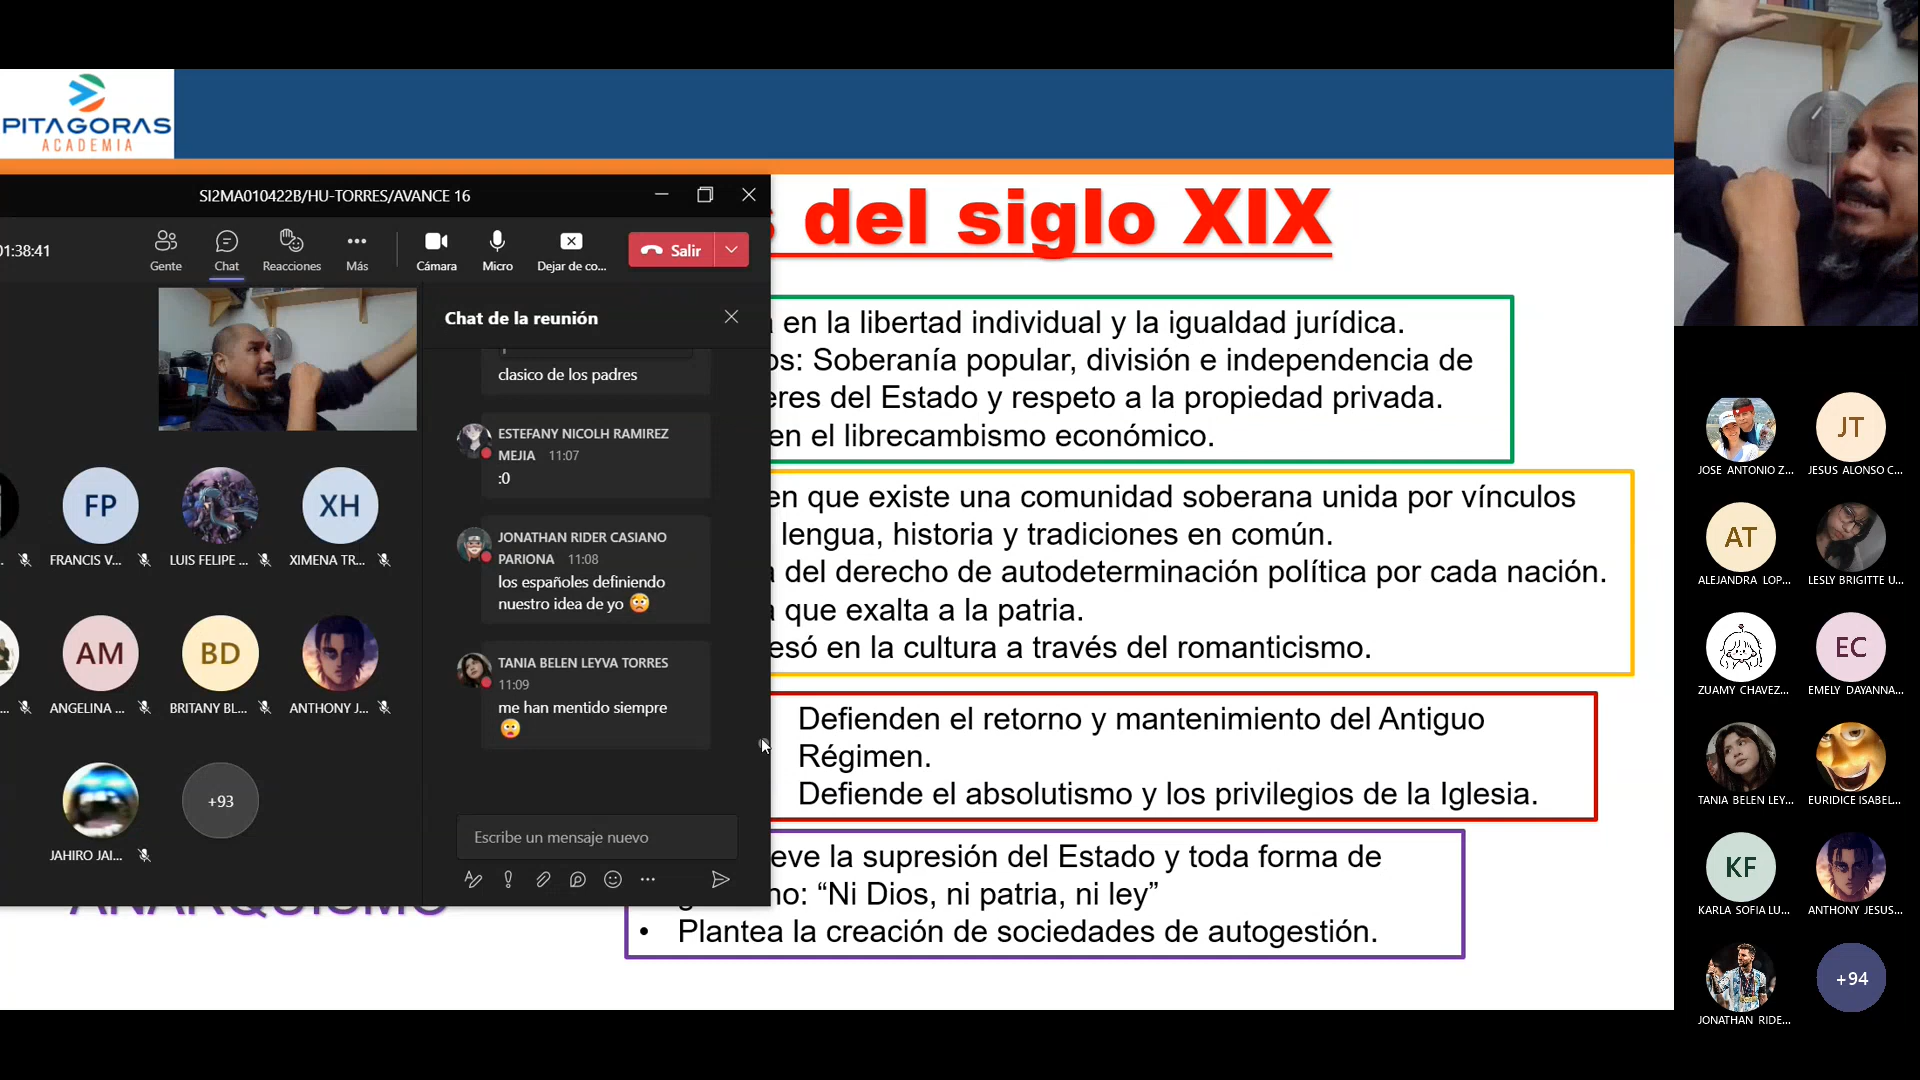 PITAGORAS
ACADEMIA
SI2MA010422B/HU-TORRES/AVANCE 16
01:38:41
Gente
Chat
Reacciones
Más
Cámara
Micro
Dejar de co...
Salir
del siglo XIX
en la libertad individual y la igualdad jurídica.
os: Soberanía popular, división e independencia de
eres del Estado y respeto a la propiedad privada.
en el librecambismo económico.
en que existe una comunidad soberana unida por vínculos
lengua, historia y tradiciones en común.
del derecho de autodeterminación política por cada nación.
que exalta a la patria.
esó en la cultura a través del romanticismo.
Defienden el retorno y mantenimiento del Antiguo
Régimen.
Defiende el absolutismo y los privilegios de la Iglesia.
ANARQUISMO
eve la supresión del Estado y toda forma de
no: “Ni Dios, ni patria, ni ley”
• Plantea la creación de sociedades de autogestión.
Chat de la reunión
clasico de los padres
ESTEFANY NICOLH RAMIREZ
MEJIA 11:07
:0
JONATHAN RIDER CASIANO
PARIONA 11:08
los españoles definiendo
nuestro idea de yo 😟
TANIA BELEN LEYVA TORRES
11:09
me han mentido siempre
😦
Escribe un mensaje nuevo
FP
XH
FRANCIS V...
LUIS FELIPE ...
XIMENA TR...
AM
BD
ANGELINA ...
BRITANY BL...
ANTHONY J...
+93
JAHIRO JAI...
JT
JOSE ANTONIO Z...
JESUS ALONSO C...
AT
ALEJANDRA LOP...
LESLY BRIGITTE U...
EC
ZUAMY CHAVEZ...
EMELY DAYANNA...
TANIA BELEN LEY...
EURIDICE ISABEL...
KF
KARLA SOFIA LU...
ANTHONY JESUS...
+94
JONATHAN RIDE...